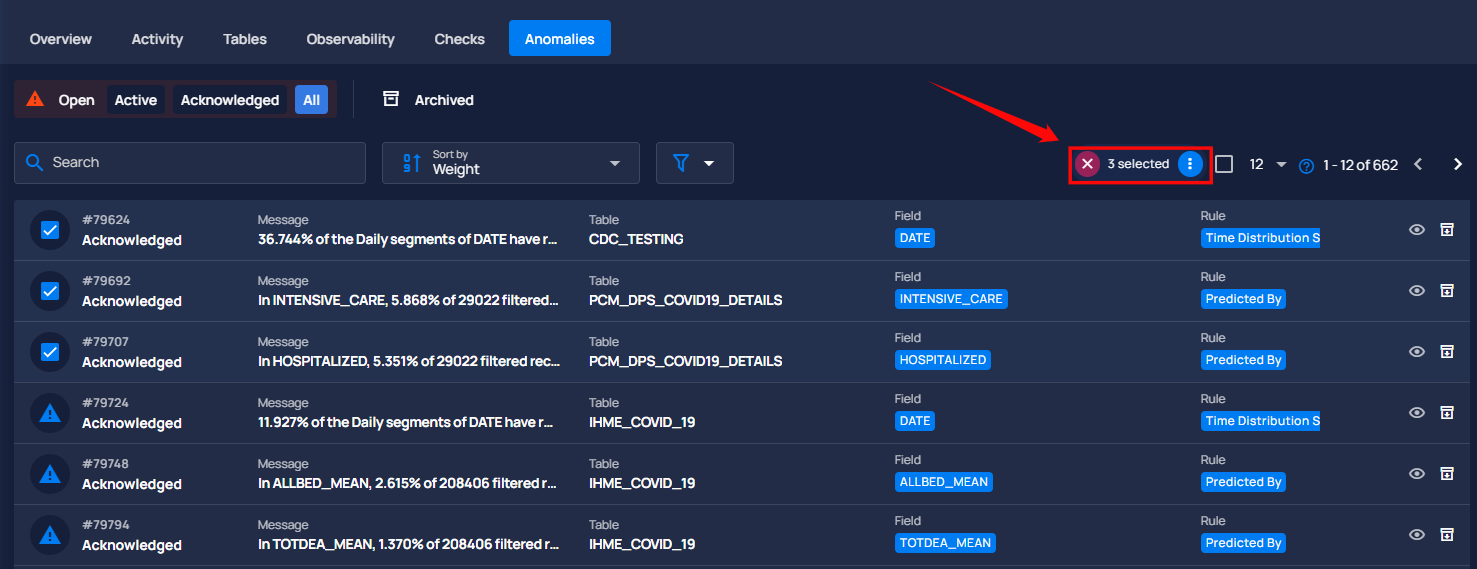 Overview Activity Tables Observability Checks Anomalies
Open Active Acknowledged All Archived
Search Sort by Weight 3 selected 12 1 - 12 of 662
#79624 Message Table Field Rule
Acknowledged 36.744% of the Daily segments of DATE have r... CDC_TESTING DATE Time Distribution S
#79692 Message Table Field Rule
Acknowledged In INTENSIVE_CARE, 5.868% of 29022 filtered... PCM_DPS_COVID19_DETAILS INTENSIVE_CARE Predicted By
#79707 Message Table Field Rule
Acknowledged In HOSPITALIZED, 5.351% of 29022 filtered rec... PCM_DPS_COVID19_DETAILS HOSPITALIZED Predicted By
#79724 Message Table Field Rule
Acknowledged 11.927% of the Daily segments of DATE have r... IHME_COVID_19 DATE Time Distribution S
#79748 Message Table Field Rule
Acknowledged In ALLBED_MEAN, 2.615% of 208406 filtered r... IHME_COVID_19 ALLBED_MEAN Predicted By
#79794 Message Table Field Rule
Acknowledged In TOTDEA_MEAN, 1.370% of 208406 filtered r... IHME_COVID_19 TOTDEA_MEAN Predicted By